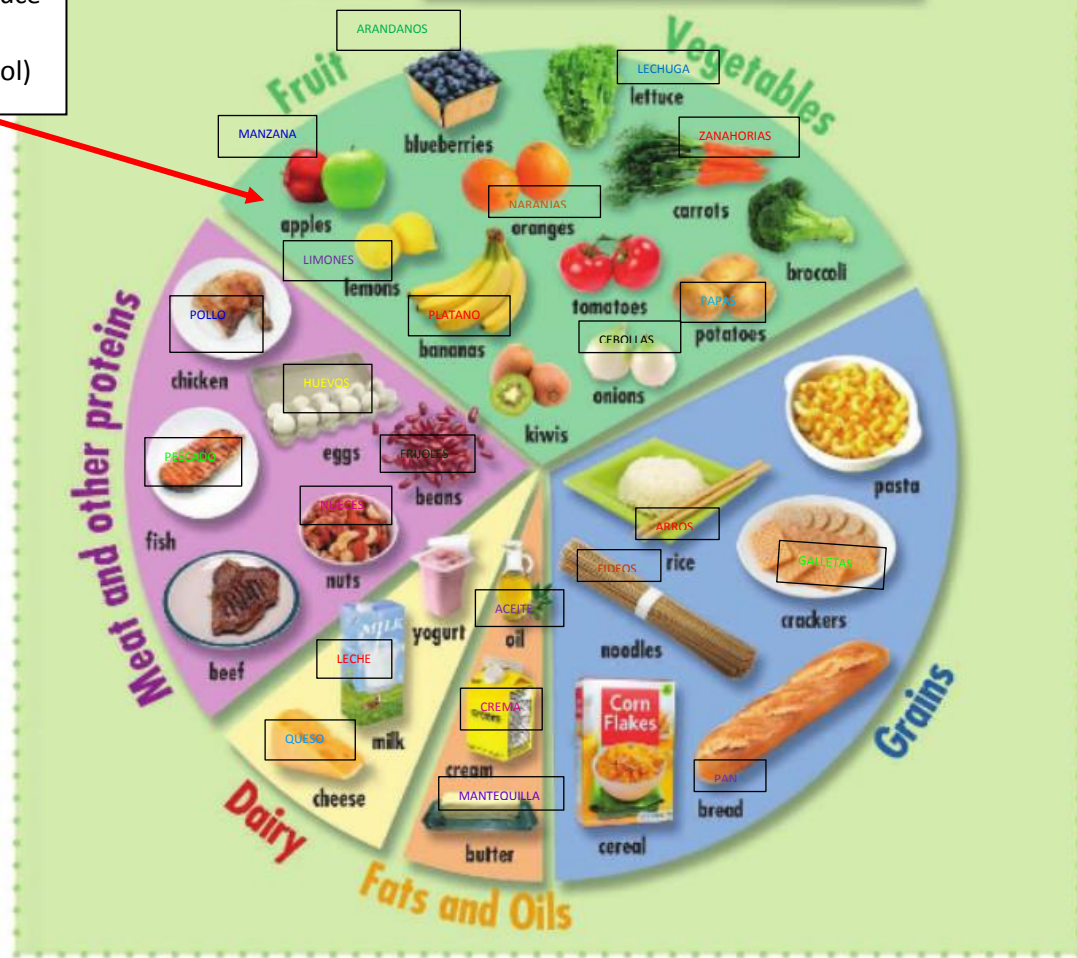 uce
ol)
ARANDANOS
Fruit
Vegetables
LECHUGA
lettuce
MANZANA
blueberries
ZANAHORIAS
apples
NARANJAS
oranges
carrots
LIMONES
lemons
broccoli
POLLO
PLATANO
bananas
tomatoes
PAPAS
potatoes
CEBOLLAS
onions
chicken
HUEVOS
eggs
kiwis
Meat and other proteins
PESCADO
fish
FRIJOLES
beans
pasta
NUECES
nuts
ARROS
rice
FIDEOS
noodles
GALLETAS
crackers
MILK
yogurt
ACEITE
oil
beef
LECHE
milk
CREMA
cream
Corn
Flakes
cereal
Grains
QUESO
cheese
PAN
bread
Dairy
MANTEQUILLA
butter
Fats and Oils